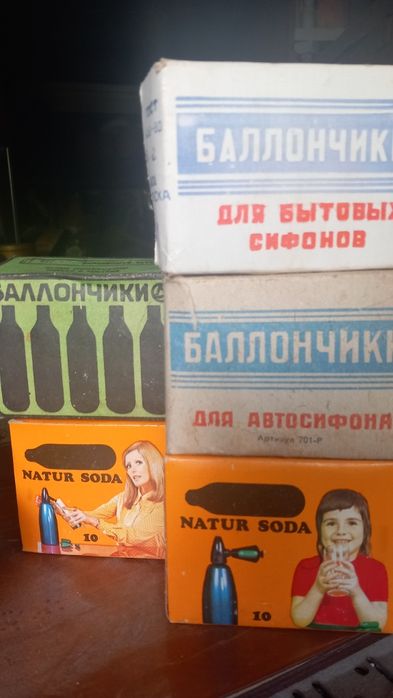 БАЛЛОНЧИКИ
ДЛЯ БЫТОВЫХ
СИФОНОВ
БАЛЛОНЧИКИ
БАЛЛОНЧИКИ
ДЛЯ АВТОСИФОНА
Артикул 701-Р
NATUR SODA
10
NATUR SODA
10